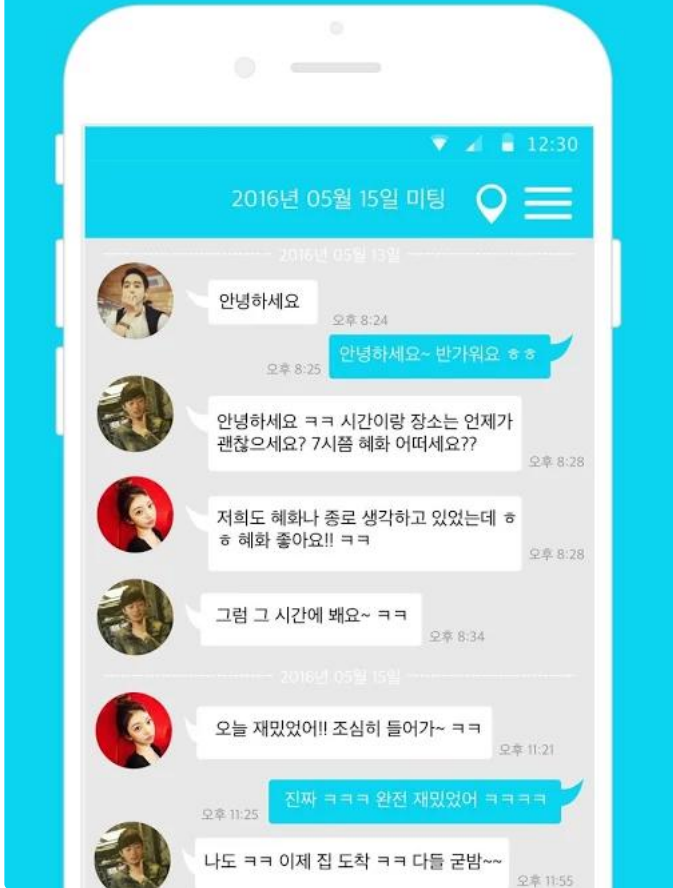 12:30
2016년 05월 15일 미팅
2016년 05월 13일
안녕하세요
오후 8:24
안녕하세요~ 반가워요 ㅎㅎ
오후 8:25
안녕하세요 ㅋㅋ 시간이랑 장소는 언제가
괜찮으세요? 7시쯤 혜화 어떠세요??
오후 8:28
저희도 혜화나 종로 생각하고 있었는데 ㅎ
ㅎ 혜화 좋아요!! ㅋㅋ
오후 8:28
그럼 그 시간에 봬요~ ㅋㅋ
오후 8:34
2016년 05월 15일
오늘 재밌었어!! 조심히 들어가~ ㅋㅋ
오후 11:21
진짜 ㅋㅋㅋ 완전 재밌었어 ㅋㅋㅋㅋ
오후 11:25
나도 ㅋㅋ 이제 집 도착 ㅋㅋ 다들 굳밤~~
오후 11:55